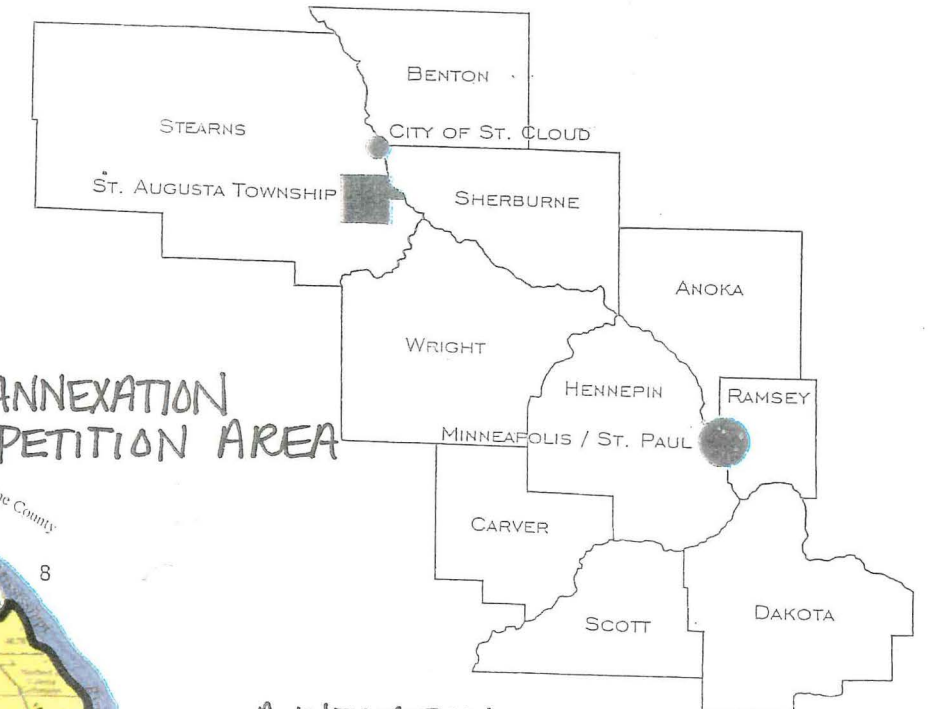 BENTON
STEARNS
CITY OF ST. CLOUD
ST. AUGUSTA TOWNSHIP
SHERBURNE
ANOKA
WRIGHT
HENNEPIN
RAMSEY
ANNEXATION
PETITION AREA
MINNEAPOLIS / ST. PAUL
CARVER
County
8
SCOTT
DAKOTA